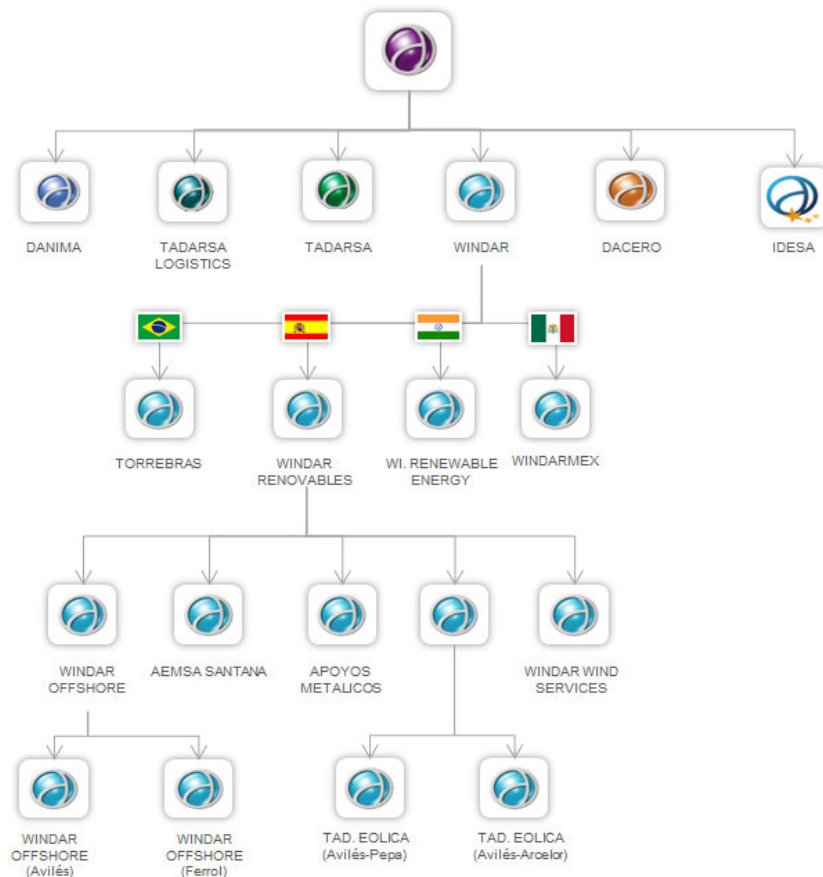 DANIMA
TADARSA
LOGISTICS
TADARSA
WINDAR
DACERO
IDESA
TORREBRAS
WINDAR
RENOVABLES
WI. RENEWABLE
ENERGY
WINDARMEX
WINDAR
OFFSHORE
AEMSA SANTANA
APOYOS
METALICOS
WINDAR WIND
SERVICES
WINDAR
OFFSHORE
(Avilés)
WINDAR
OFFSHORE
(Ferrol)
TAD. EOLICA
(Avilés-Pepa)
TAD. EOLICA
(Avilés-Arcelor)